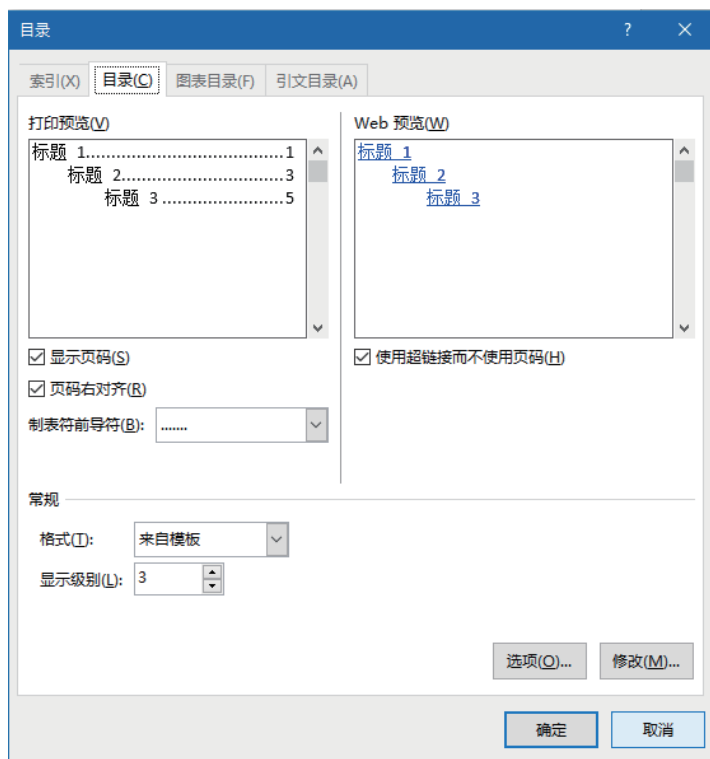 目录 ? ×
索引(X) 目录(C) 图表目录(F) 引文目录(A)
打印预览(V)
标题 1....................................1
标题 2..............................3
标题 3........................5
Web 预览(W)
标题 1
标题 2
标题 3
显示页码(S)
页码右对齐(R)
制表符前导符(B): .......
使用超链接而不使用页码(H)
常规
格式(T): 来自模板
显示级别(L): 3
选项(O)... 修改(M)...
确定 取消